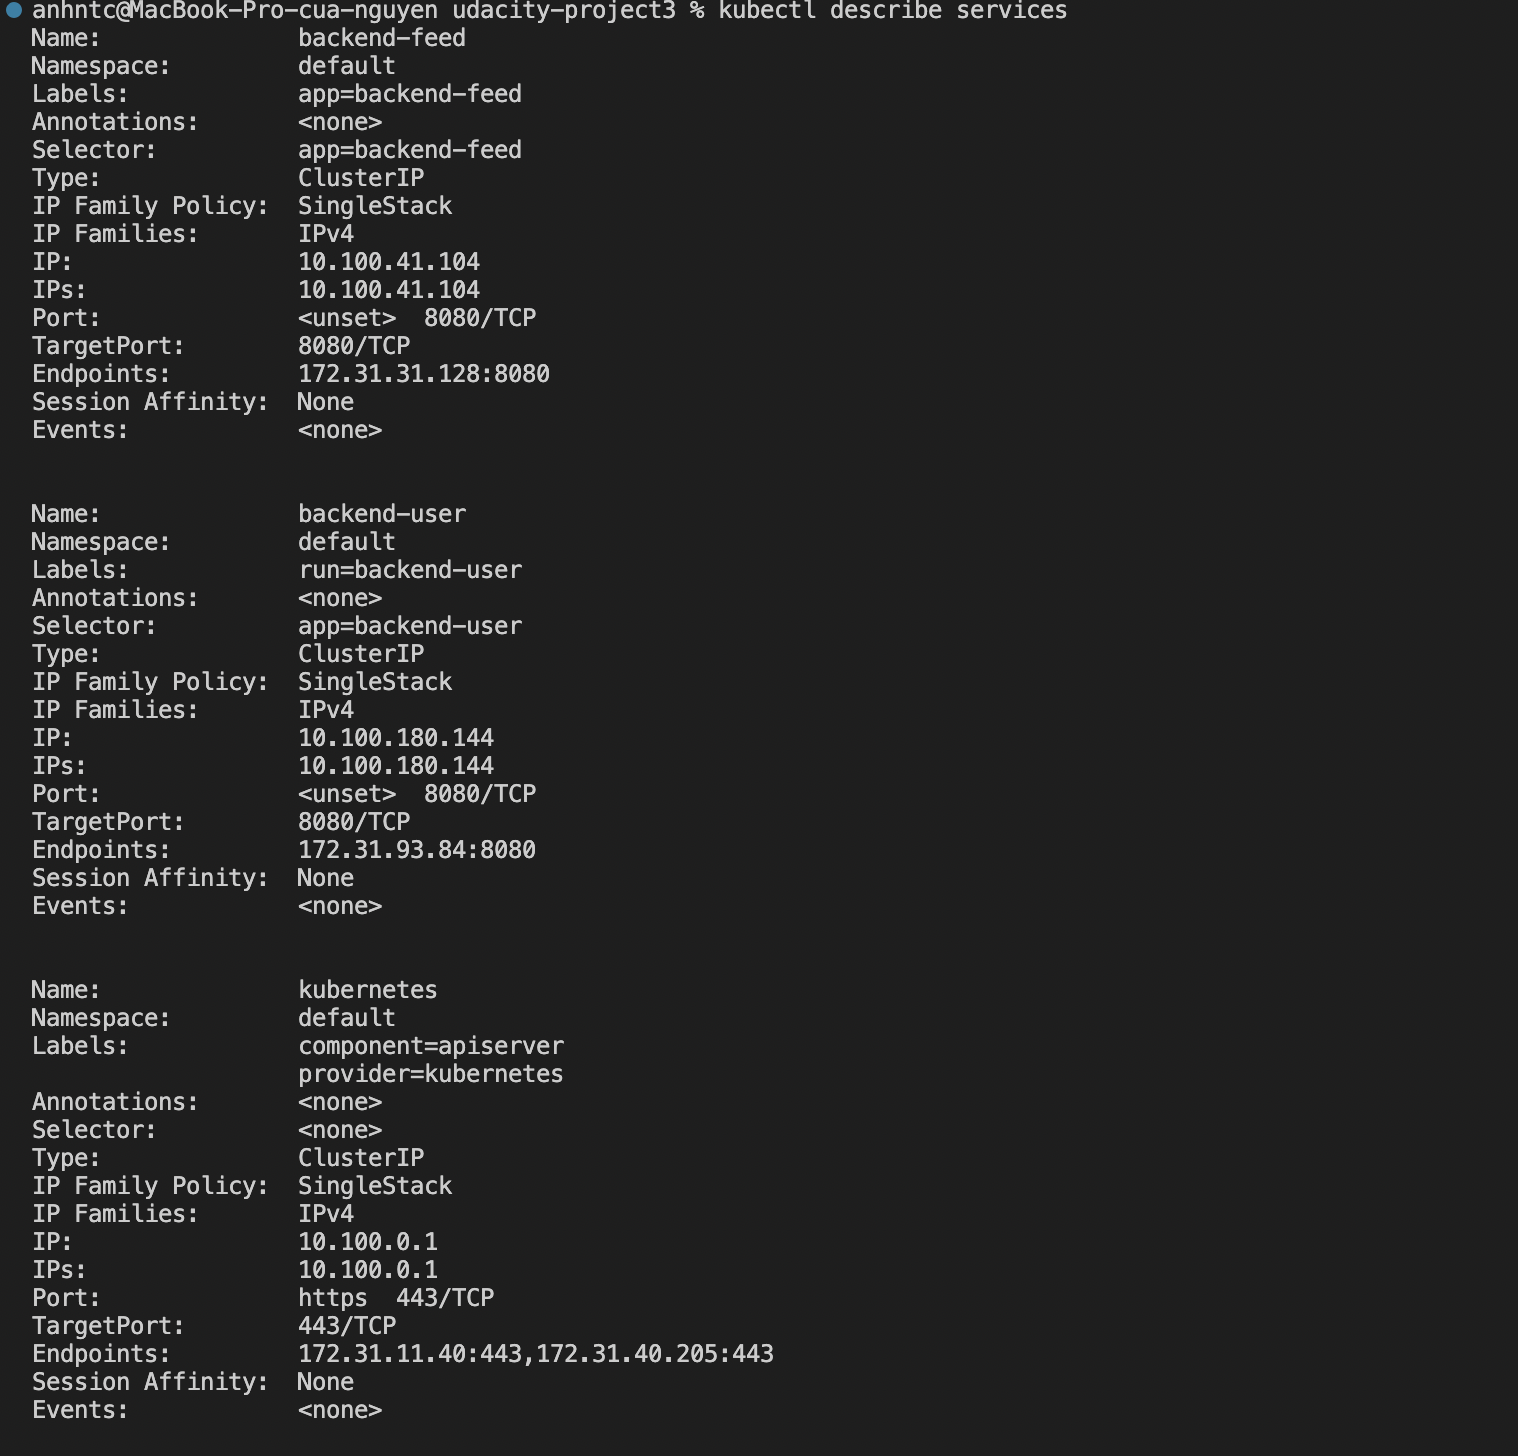 anhntc@MacBook-Pro-cua-nguyen udacity-project3 % kubectl describe services
Name:              backend-feed
Namespace:         default
Labels:            app=backend-feed
Annotations:       <none>
Selector:          app=backend-feed
Type:              ClusterIP
IP Family Policy:  SingleStack
IP Families:       IPv4
IP:                10.100.41.104
IPs:               10.100.41.104
Port:              <unset>  8080/TCP
TargetPort:        8080/TCP
Endpoints:         172.31.31.128:8080
Session Affinity:  None
Events:            <none>
Name:              backend-user
Namespace:         default
Labels:            run=backend-user
Annotations:       <none>
Selector:          app=backend-user
Type:              ClusterIP
IP Family Policy:  SingleStack
IP Families:       IPv4
IP:                10.100.180.144
IPs:               10.100.180.144
Port:              <unset>  8080/TCP
TargetPort:        8080/TCP
Endpoints:         172.31.93.84:8080
Session Affinity:  None
Events:            <none>
Name:              kubernetes
Namespace:         default
Labels:            component=apiserver
                   provider=kubernetes
Annotations:       <none>
Selector:          <none>
Type:              ClusterIP
IP Family Policy:  SingleStack
IP Families:       IPv4
IP:                10.100.0.1
IPs:               10.100.0.1
Port:              https  443/TCP
TargetPort:        443/TCP
Endpoints:         172.31.11.40:443,172.31.40.205:443
Session Affinity:  None
Events:            <none>